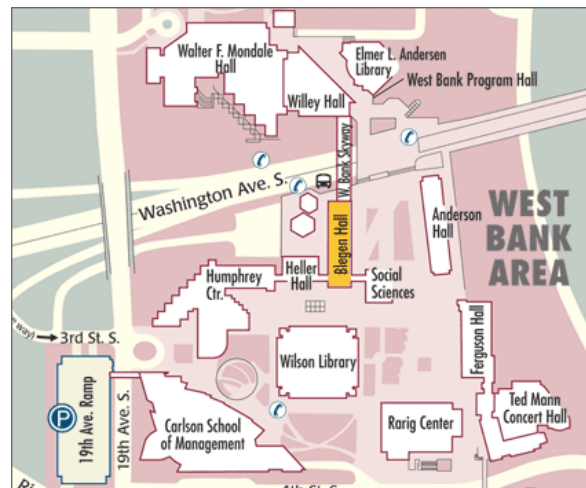 Walter F. Mondale
Hall
Elmer L. Andersen
Library
West Bank Program Hall
Willey Hall
W. Bank Skyway
Washington Ave. S.
Blegen Hall
Anderson
Hall
WEST
BANK
AREA
Humphrey
Ctr.
Heller
Hall
Social
Sciences
way)
3rd St. S.
Wilson Library
Ferguson Hall
P
19th Ave. Ramp
19th Ave. S.
Carlson School
of Management
Rarig Center
Ted Mann
Concert Hall